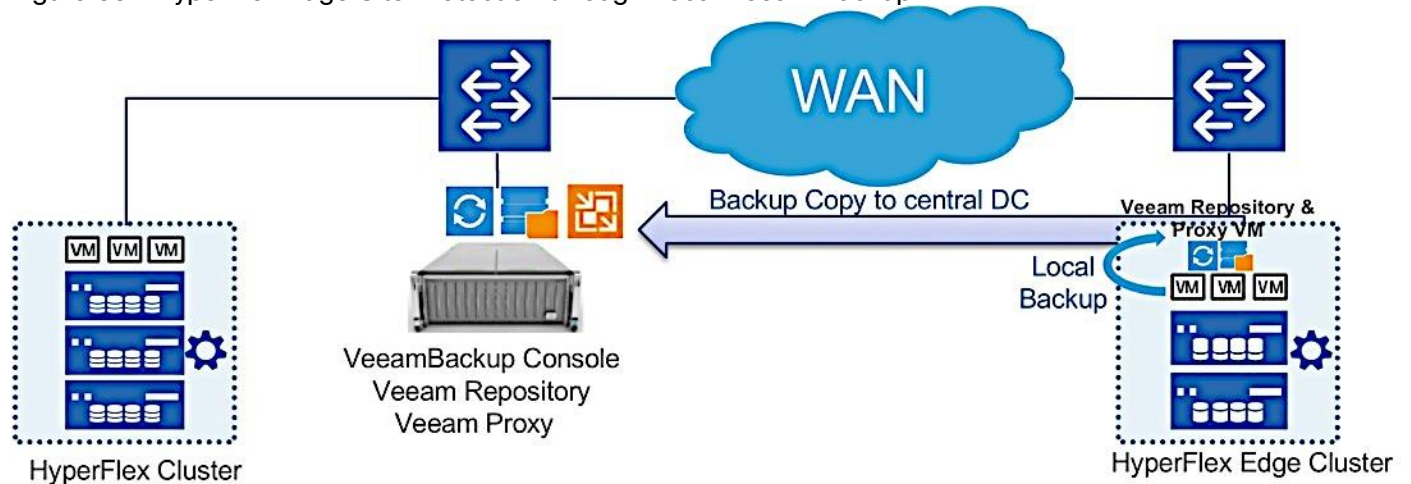 WAN
Backup Copy to central DC
Veeam Repository &
Proxy VM
Local
Backup
VM VM VM
VM VM VM
VeeamBackup Console
Veeam Repository
Veeam Proxy
HyperFlex Cluster
HyperFlex Edge Cluster